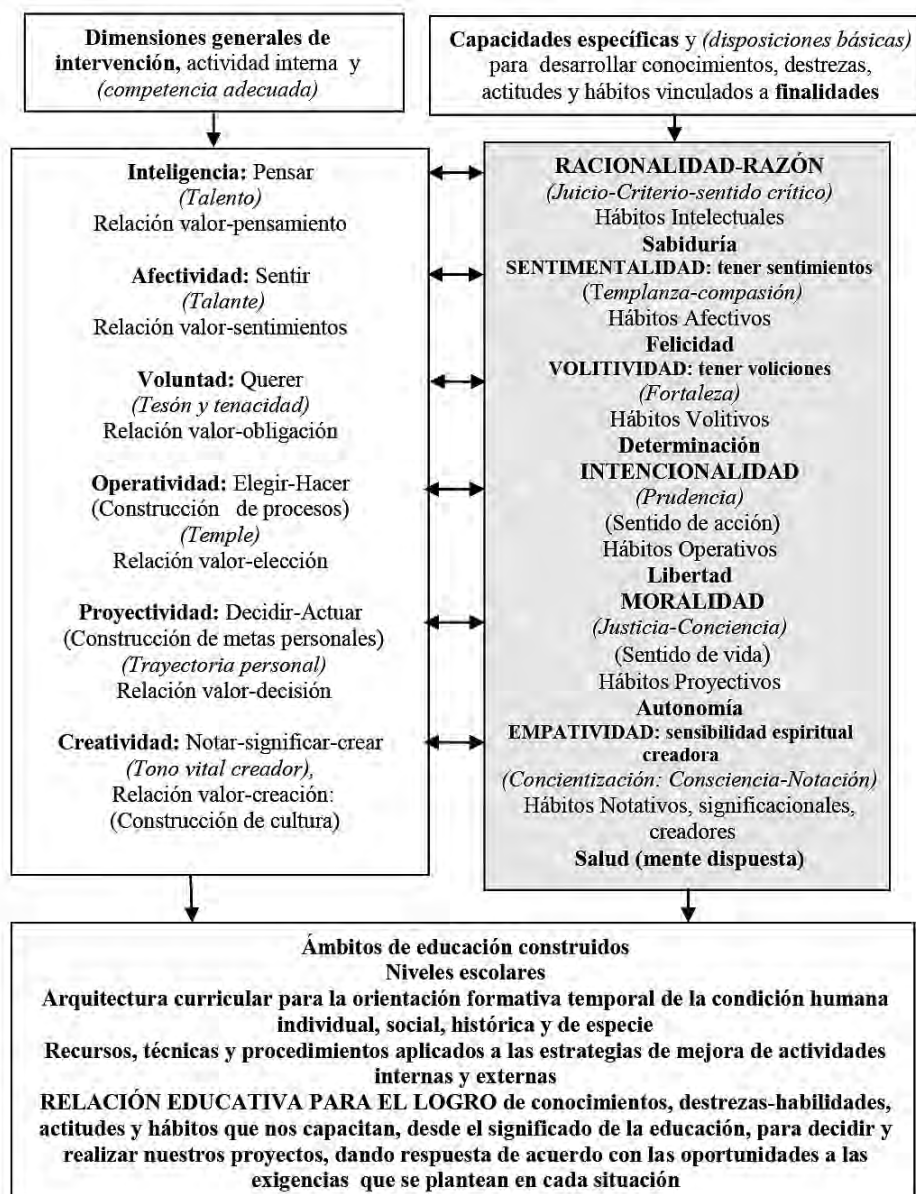 Dimensiones generales de
intervención, actividad interna y
(competencia adecuada)
Capacidades específicas y (disposiciones básicas)
para desarrollar conocimientos, destrezas,
actitudes y hábitos vinculados a finalidades
Inteligencia: Pensar
(Talento)
Relación valor-pensamiento
Afectividad: Sentir
(Talante)
Relación valor-sentimientos
Voluntad: Querer
(Tesón y tenacidad)
Relación valor-obligación
Operatividad: Elegir-Hacer
(Construcción de procesos)
(Temple)
Relación valor-elección
Proyectividad: Decidir-Actuar
(Construcción de metas personales)
(Trayectoria personal)
Relación valor-decisión
Creatividad: Notar-significar-crear
(Tono vital creador),
Relación valor-creación:
(Construcción de cultura)
RACIONALIDAD-RAZÓN
(Juicio-Criterio-sentido crítico)
Hábitos Intelectuales
Sabiduría
SENTIMENTALIDAD: tener sentimientos
(Templanza-compasión)
Hábitos Afectivos
Felicidad
VOLITIVIDAD: tener voliciones
(Fortaleza)
Hábitos Volitivos
Determinación
INTENCIONALIDAD
(Prudencia)
(Sentido de acción)
Hábitos Operativos
Libertad
MORALIDAD
(Justicia-Conciencia)
(Sentido de vida)
Hábitos Proyectivos
Autonomía
EMPATIVIDAD: sensibilidad espiritual
creadora
(Concientización: Consciencia-Notación)
Hábitos Notativos, significacionales,
creadores
Salud (mente dispuesta)
Ámbitos de educación construidos
Niveles escolares
Arquitectura curricular para la orientación formativa temporal de la condición humana
individual, social, histórica y de especie
Recursos, técnicas y procedimientos aplicados a las estrategias de mejora de actividades
internas y externas
RELACIÓN EDUCATIVA PARA EL LOGRO de conocimientos, destrezas-habilidades,
actitudes y hábitos que nos capacitan, desde el significado de la educación, para decidir y
realizar nuestros proyectos, dando respuesta de acuerdo con las oportunidades a las
exigencias que se plantean en cada situación